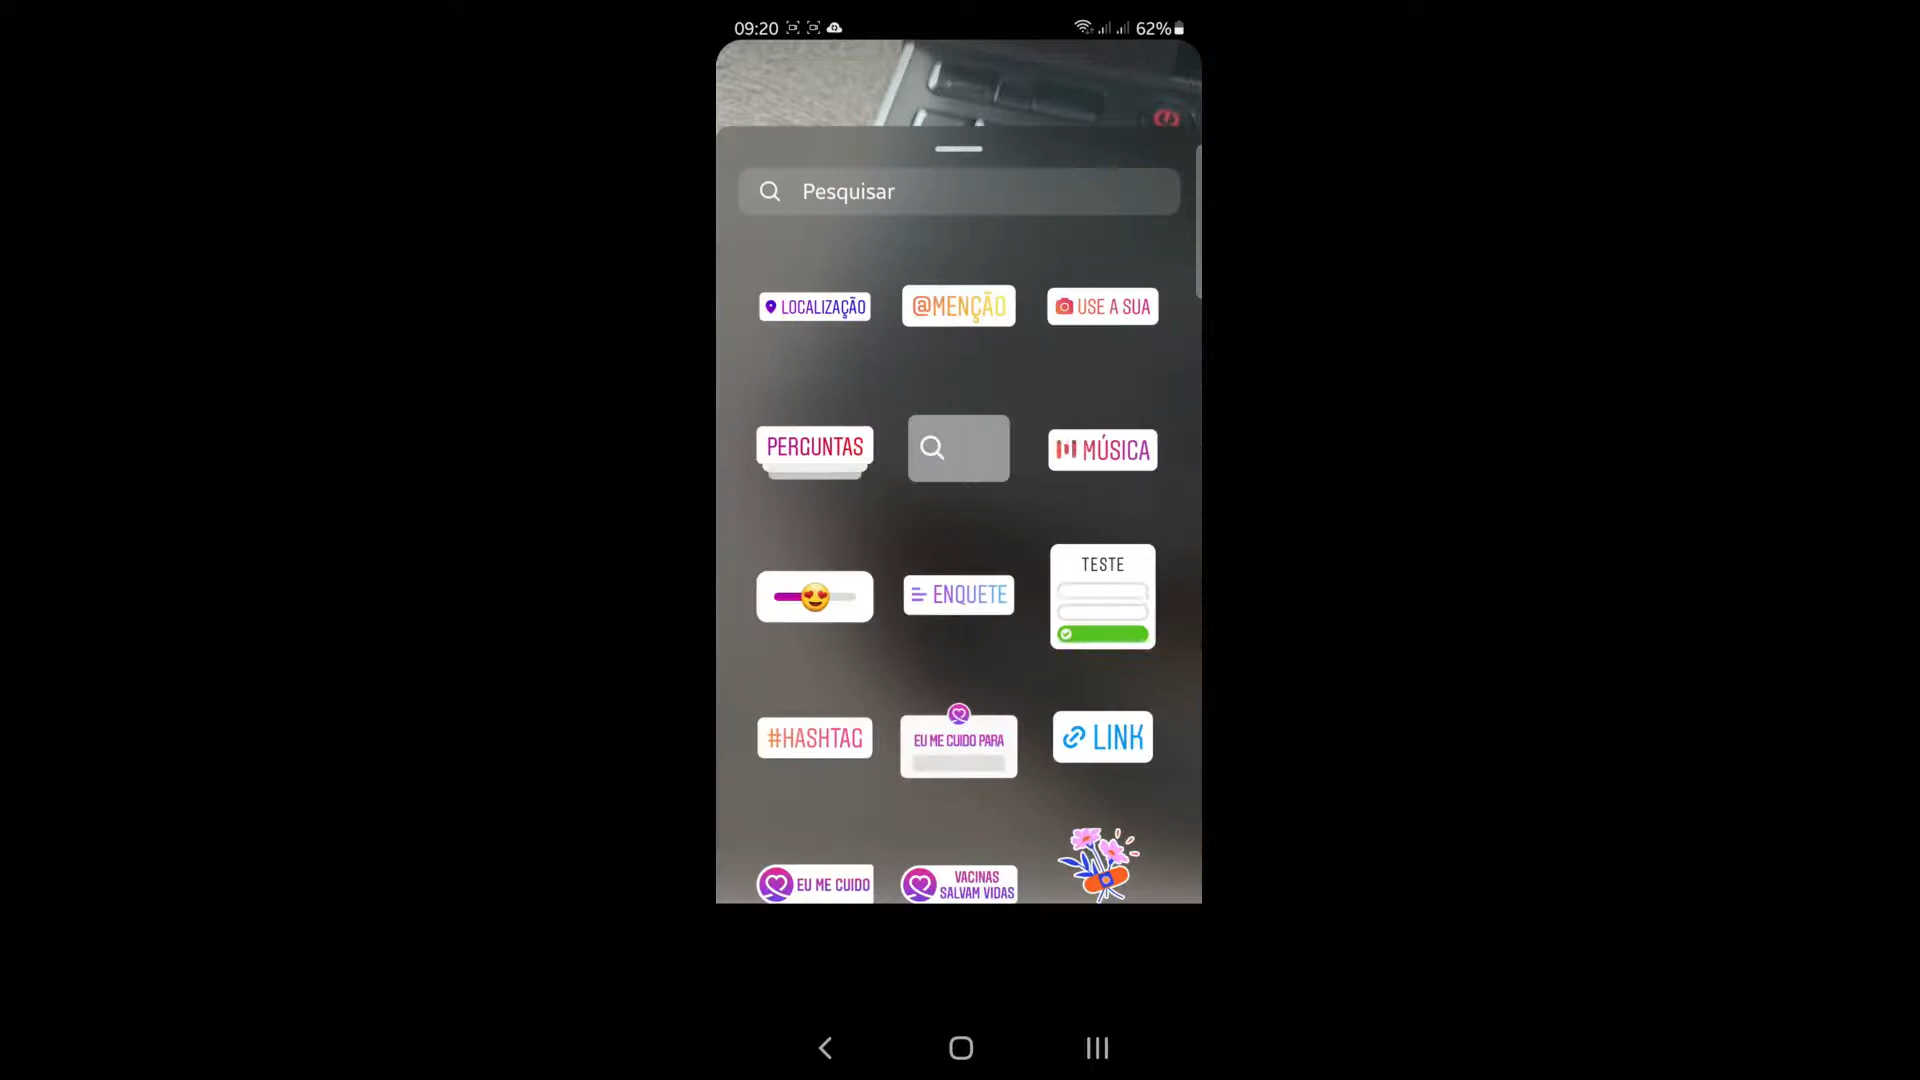 09:20
62%
Pesquisar
LOCALIZAÇÃO
@MENÇÃO
USE A SUA
PERGUNTAS
MÚSICA
ENQUETE
TESTE
#HASHTAG
EU ME CUIDO PARA
LINK
EU ME CUIDO
VACINAS
SALVAM VIDAS